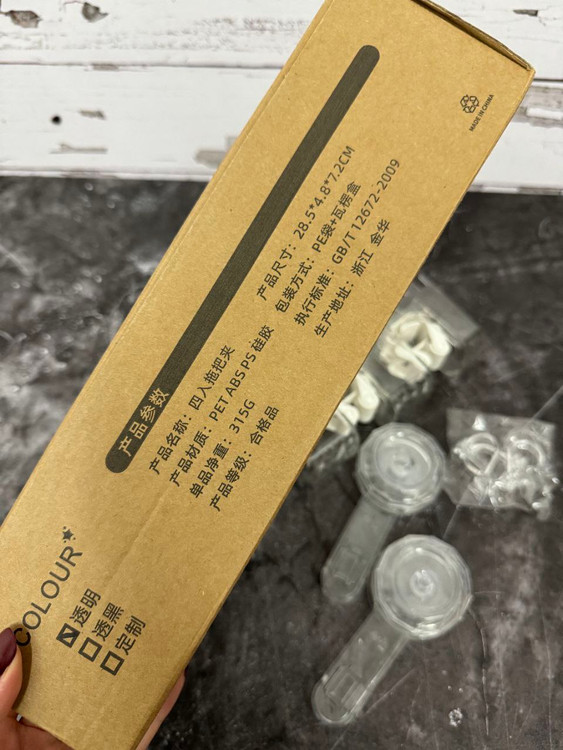 MADE IN CHINA
产品参数
产品名称：四入拖把夹
产品材质：PET ABS PS 硅胶
单品净重：315G
产品等级：合格品
产品尺寸：28.5*4.8*7.2CM
包装方式：PE袋+瓦楞盒
执行标准：GB/T 12672-2009
生产地址：浙江 金华
COLOUR
透明
透黑
定制